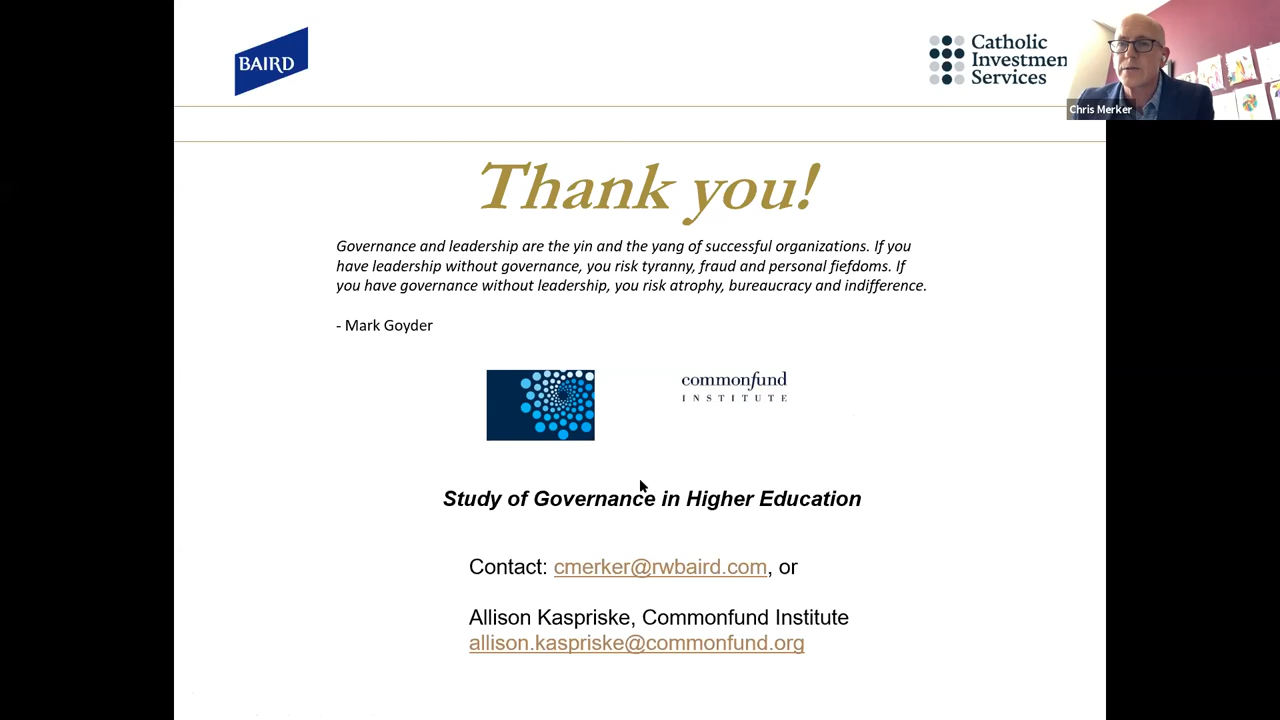 BAIRD
Catholic
Investmen
Services
Chris Merker
Thank you!
Governance and leadership are the yin and the yang of successful organizations. If you
have leadership without governance, you risk tyranny, fraud and personal fiefdoms. If
you have governance without leadership, you risk atrophy, bureaucracy and indifference.
- Mark Goyder
commonfund
INSTITUTE
Study of Governance in Higher Education
Contact: cmerker@rwbaird.com, or
Allison Kaspriske, Commonfund Institute
allison.kaspriske@commonfund.org